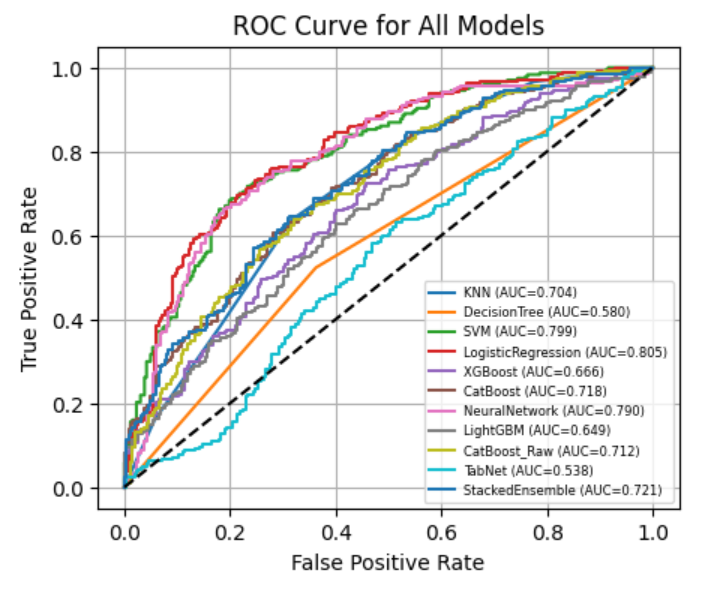 ROC Curve for All Models
True Positive Rate
1.0
0.8
0.6
0.4
0.2
0.0
KNN (AUC=0.704)
DecisionTree (AUC=0.580)
SVM (AUC=0.799)
LogisticRegression (AUC=0.805)
XGBoost (AUC=0.666)
CatBoost (AUC=0.718)
NeuralNetwork (AUC=0.790)
LightGBM (AUC=0.649)
CatBoost_Raw (AUC=0.712)
TabNet (AUC=0.538)
StackedEnsemble (AUC=0.721)
0.0 0.2 0.4 0.6 0.8 1.0
False Positive Rate